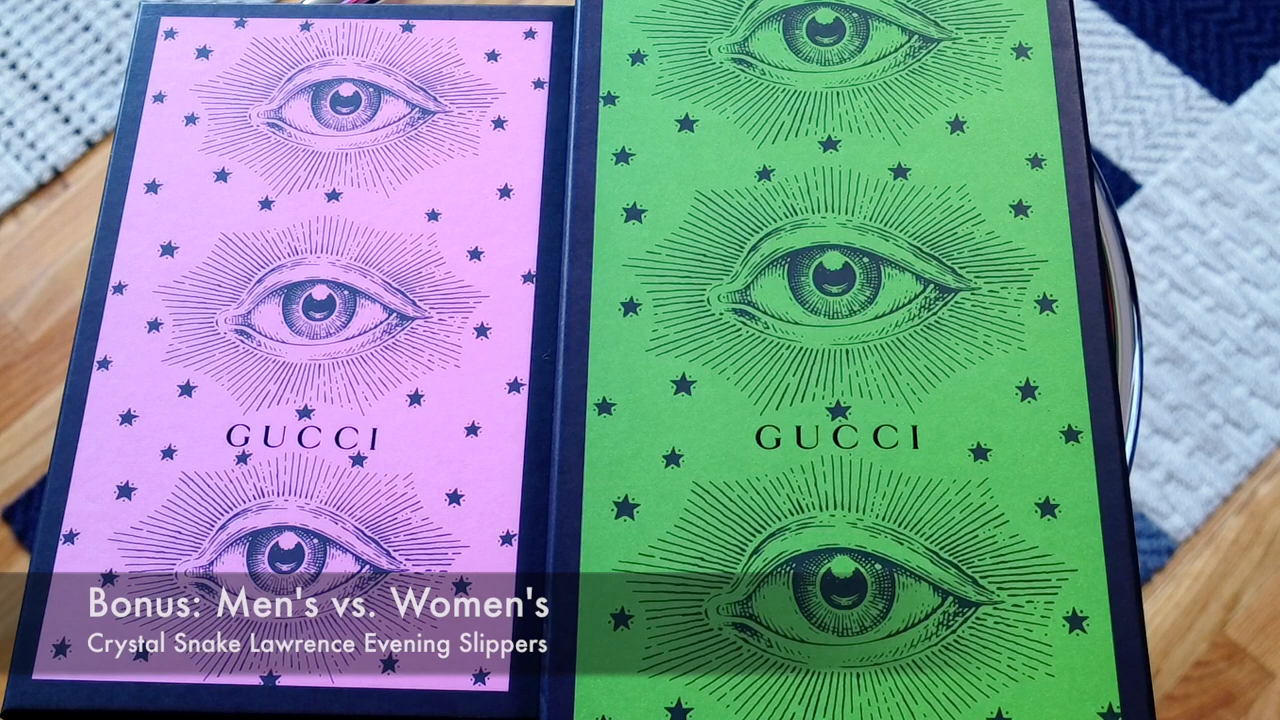 GUCCI
GUCCI
Bonus: Men's vs. Women's
Crystal Snake Lawrence Evening Slippers